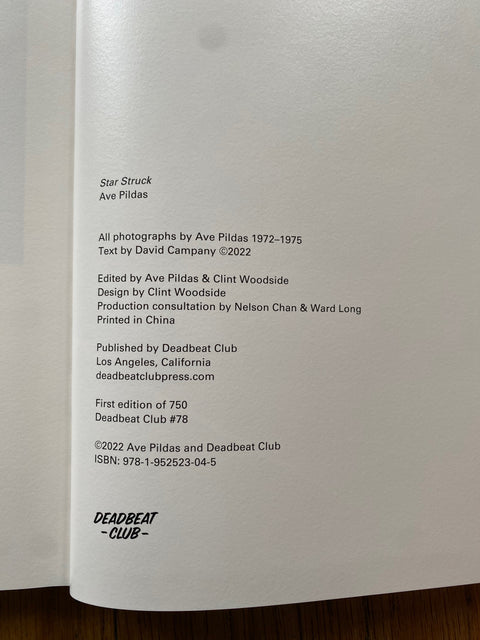 Star Struck
Ave Pildas
All photographs by Ave Pildas 1972–1975
Text by David Campany ©2022
Edited by Ave Pildas & Clint Woodside
Design by Clint Woodside
Production consultation by Nelson Chan & Ward Long
Printed in China
Published by Deadbeat Club
Los Angeles, California
deadbeatclubpress.com
First edition of 750
Deadbeat Club #78
©2022 Ave Pildas and Deadbeat Club
ISBN: 978-1-952523-04-5
DEADBEAT
–CLUB–